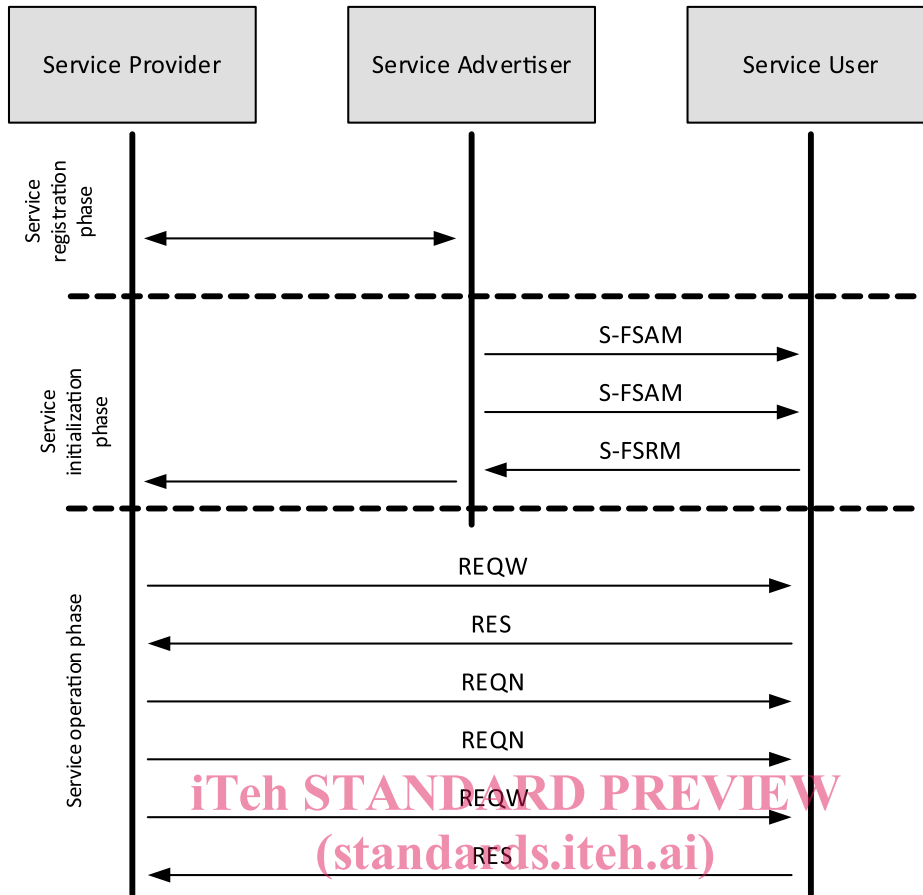 Service Provider
Service Advertiser
Service User
Service
registration
phase
S-FSAM
S-FSAM
Service
initialization
phase
S-FSRM
REQW
RES
Service operation phase
REQN
REQN
iTeh STANDARD PREVIEW
REQW
(standards.iteh.ai)
RES